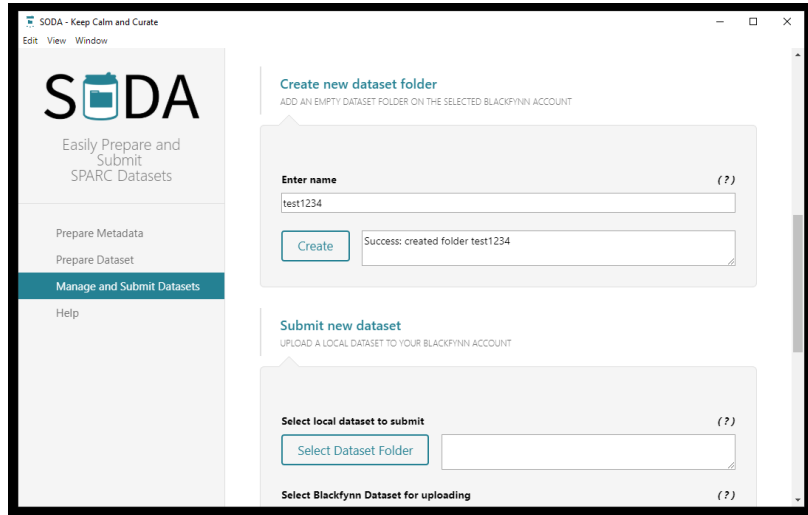 SODA - Keep Calm and Curate
Edit View Window
SODA
Easily Prepare and
Submit
SPARC Datasets
Prepare Metadata
Prepare Dataset
Manage and Submit Datasets
Help
Create new dataset folder
ADD AN EMPTY DATASET FOLDER ON THE SELECTED BLACKFYNN ACCOUNT
Enter name (?)
test1234
Create
Success: created folder test1234
Submit new dataset
UPLOAD A LOCAL DATASET TO YOUR BLACKFYNN ACCOUNT
Select local dataset to submit (?)
Select Dataset Folder
Select Blackfynn Dataset for uploading (?)